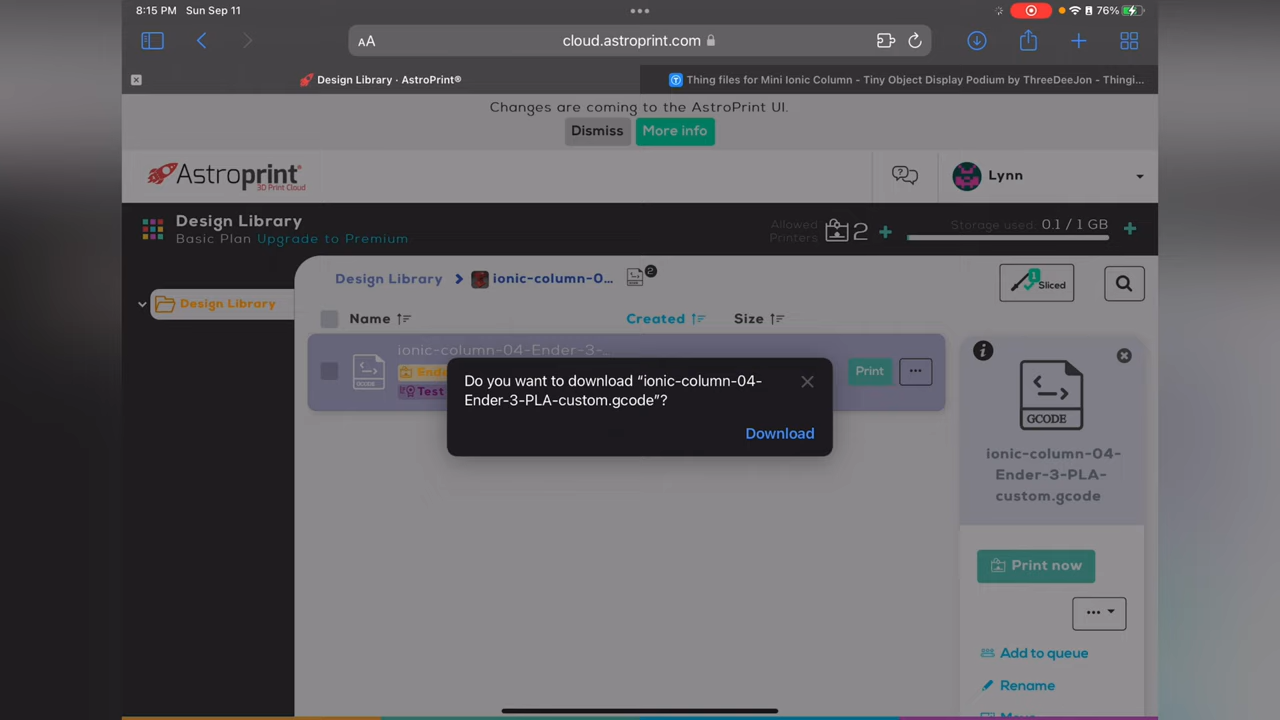 8:15 PM Sun Sep 11
76%
AA
cloud.astroprint.com
Design Library · AstroPrint®
Thing files for Mini Ionic Column - Tiny Object Display Podium by ThreeDeeJon - Thingi...
Changes are coming to the AstroPrint UI.
Dismiss
More info
Astroprint®
3D Print Cloud
Lynn
Design Library
Basic Plan Upgrade to Premium
Allowed
Printers
2
Storage used: 0.1 / 1 GB
Design Library
Design Library
ionic-column-0...
2
1
Sliced
Name
Created
Size
ionic-column-04-Ender-3-...
Ende
Test
GCODE
Print
Do you want to download “ionic-column-04-
Ender-3-PLA-custom.gcode”?
Download
GCODE
ionic-column-04-
Ender-3-PLA-
custom.gcode
Print now
Add to queue
Rename
Move